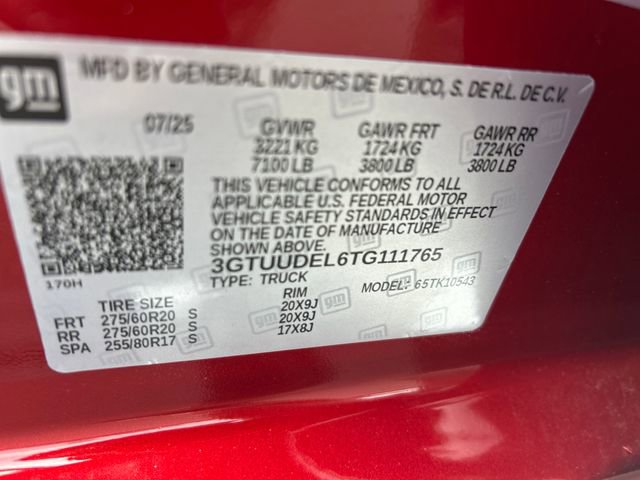 gm MFD BY GENERAL MOTORS DE MEXICO, S. DE R.L. DE C.V.
07/25 GVWR GAWR FRT GAWR RR
3221 KG 1724 KG 1724 KG
7100 LB 3800 LB 3800 LB
THIS VEHICLE CONFORMS TO ALL
APPLICABLE U.S. FEDERAL MOTOR
VEHICLE SAFETY STANDARDS IN EFFECT
ON THE DATE OF MANUFACTURE
SHOWN ABOVE.
3GTUUDEL6TG111765
170H TYPE: TRUCK MODEL: 65TK10543
TIRE SIZE RIM
FRT 275/60R20 S 20X9J
RR 275/60R20 S 20X9J
SPA 255/80R17 S 17X8J